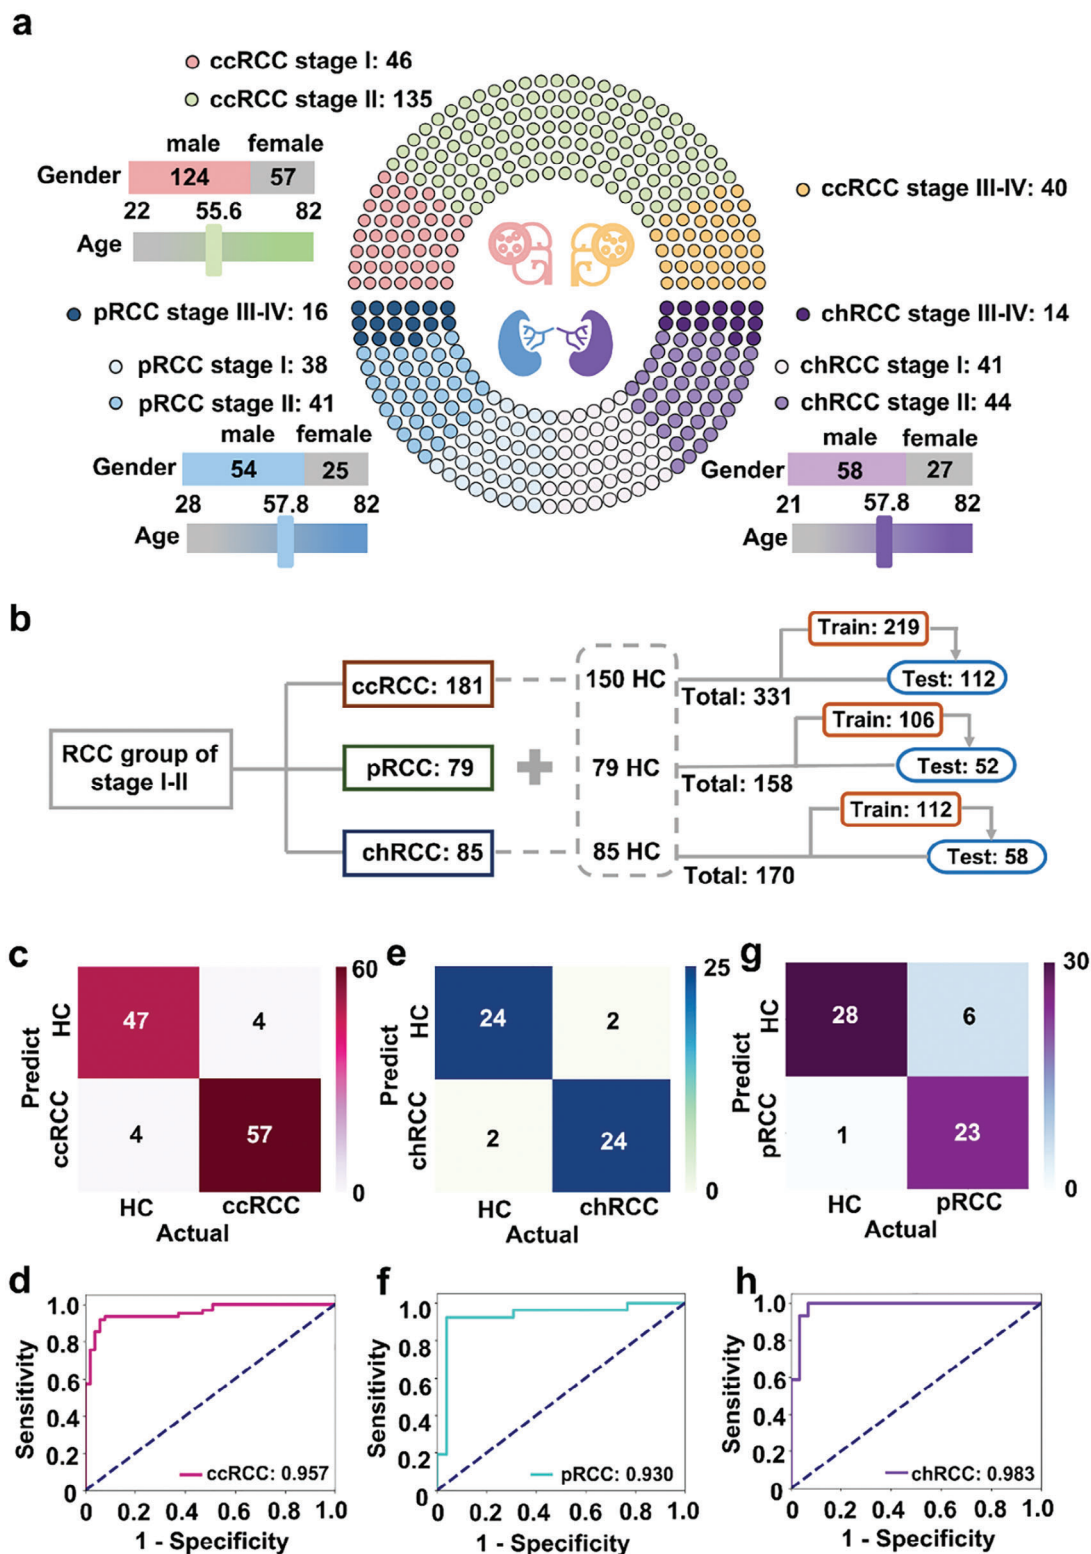 a
ccRCC stage I: 46
ccRCC stage II: 135
male female
Gender 124 57
22 55.6 82
Age
ccRCC stage III-IV: 40
pRCC stage III-IV: 16
pRCC stage I: 38
pRCC stage II: 41
male female
Gender 54 25
28 57.8 82
Age
chRCC stage III-IV: 14
chRCC stage I: 41
chRCC stage II: 44
male female
Gender 58 27
21 57.8 82
Age
b
RCC group of
stage I-II
ccRCC: 181
pRCC: 79
chRCC: 85
150 HC
79 HC
85 HC
Total: 331
Train: 219
Test: 112
Total: 158
Train: 106
Test: 52
Total: 170
Train: 112
Test: 58
c
Predict
HC
ccRCC
47 4
4 57
HC ccRCC
Actual
60
0
e
Predict
HC
chRCC
24 2
2 24
HC chRCC
Actual
25
0
g
Predict
HC
pRCC
28 6
1 23
HC pRCC
Actual
30
0
d
Sensitivity
1.0
0.8
0.6
0.4
0.2
0
ccRCC: 0.957
0 0.2 0.4 0.6 0.8 1.0
1 - Specificity
f
Sensitivity
1.0
0.8
0.6
0.4
0.2
0
pRCC: 0.930
0 0.2 0.4 0.6 0.8 1.0
1 - Specificity
h
Sensitivity
1.0
0.8
0.6
0.4
0.2
0
chRCC: 0.983
0 0.2 0.4 0.6 0.8 1.0
1 - Specificity